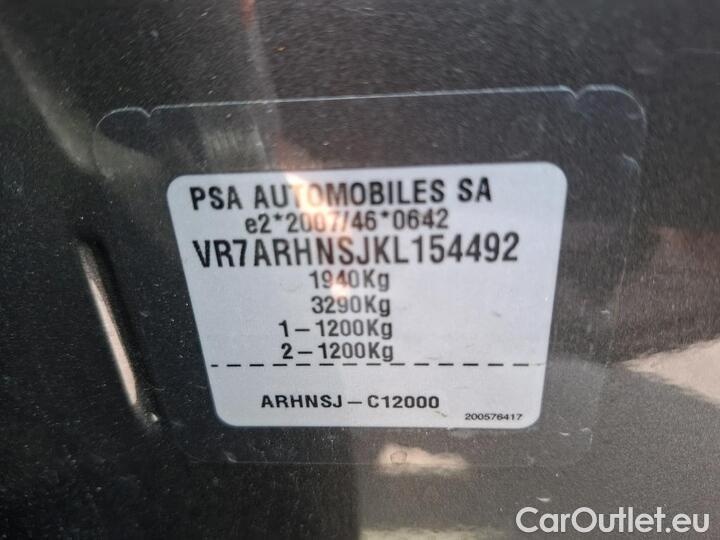 PSA AUTOMOBILES SA
e2*2007/46*0642
VR7ARHNSJKL154492
1940Kg
3290Kg
1-1200Kg
2-1200Kg
ARHNSJ-C12000
200576417
CarOutlet.eu